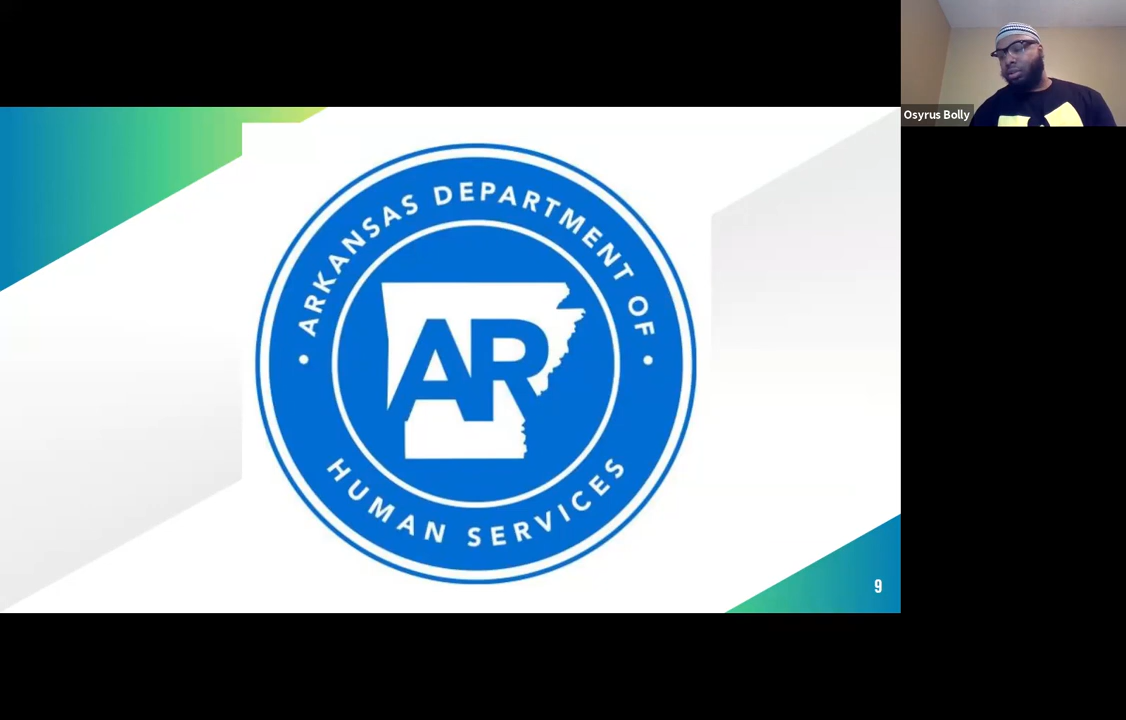 Osyrus Bolly
• ARKANSAS DEPARTMENT OF •
AR
HUMAN SERVICES
9